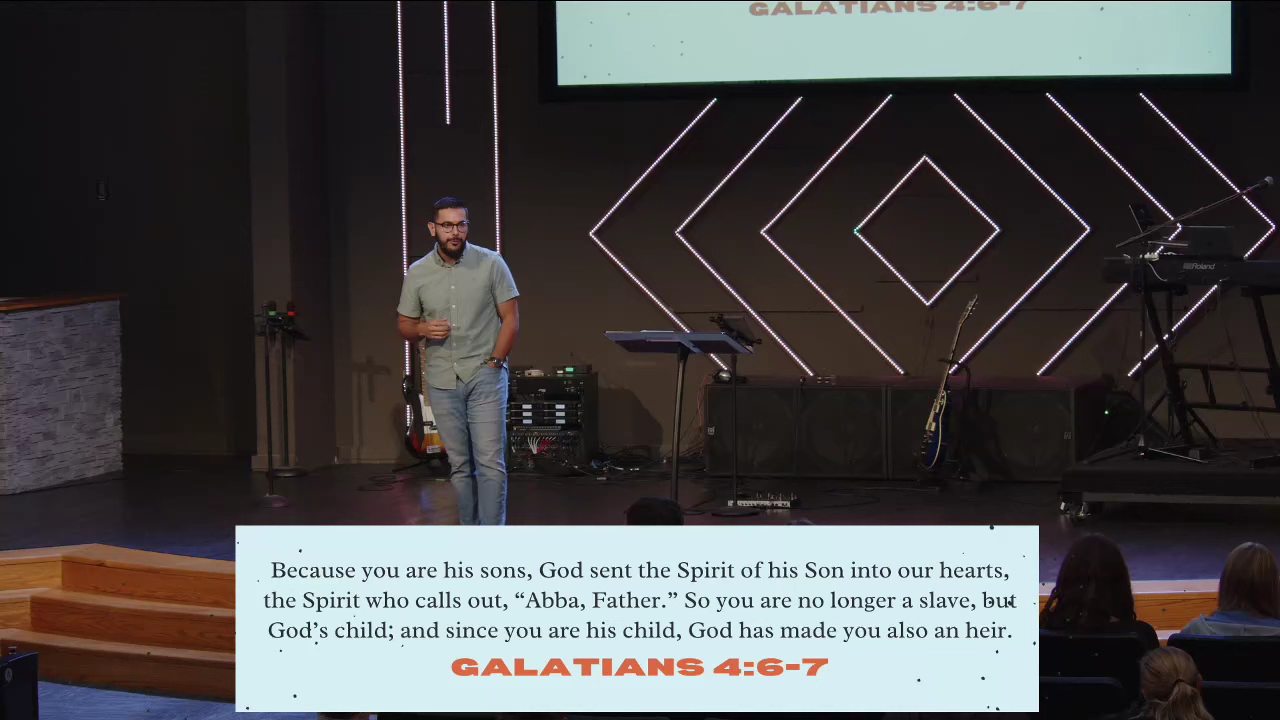 GALATIANS 4:6-7
Roland
Because you are his sons, God sent the Spirit of his Son into our hearts,
the Spirit who calls out, “Abba, Father.” So you are no longer a slave, but
God’s child; and since you are his child, God has made you also an heir.
GALATIANS 4:6-7